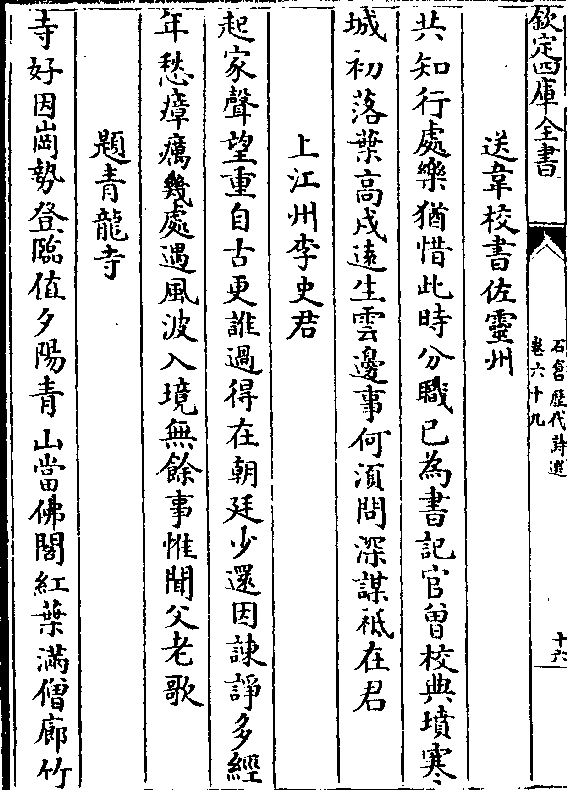 欽定四庫全書
石倉歷代詩選
卷六十九
十六
送韋校書佐靈州
共知行處樂猶惜此時分職已為書記官曽校典墳寒
城初落葉高戍遠生雲邊事何湏問深謀祗在君
上江州李史君
起家聲望重自古更誰過得在朝廷少還因諫諍多經
年愁瘴癘幾處遇風波入境無餘事惟聞父老歌
題青龍寺
寺好因崗勢登臨值夕陽青山當佛閣紅葉滿僧廊竹